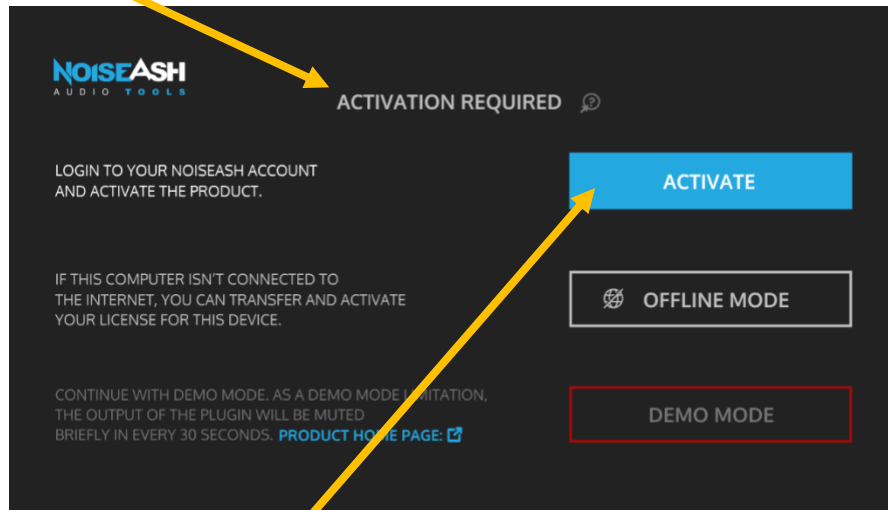 NOISEASH
AUDIO TOOLS
ACTIVATION REQUIRED
LOGIN TO YOUR NOISEASH ACCOUNT
AND ACTIVATE THE PRODUCT.
ACTIVATE
IF THIS COMPUTER ISN'T CONNECTED TO
THE INTERNET, YOU CAN TRANSFER AND ACTIVATE
YOUR LICENSE FOR THIS DEVICE.
OFFLINE MODE
CONTINUE WITH DEMO MODE. AS A DEMO MODE LIMITATION,
THE OUTPUT OF THE PLUGIN WILL BE MUTED
BRIEFLY IN EVERY 30 SECONDS. PRODUCT HOME PAGE:
DEMO MODE